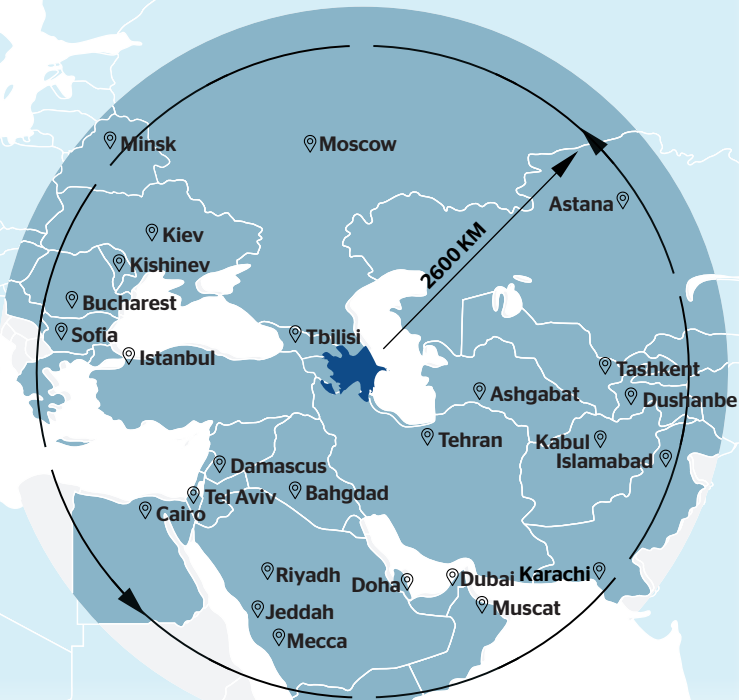 Minsk
Moscow
Astana
Kiev
2600 KM
Kishinev
Bucharest
Sofia
Tbilisi
Istanbul
Tashkent
Ashgabat
Dushanbe
Tehran
Kabul
Islamabad
Damascus
Tel Aviv
Bahgdad
Cairo
Riyadh
Doha
Dubai
Karachi
Jeddah
Muscat
Mecca